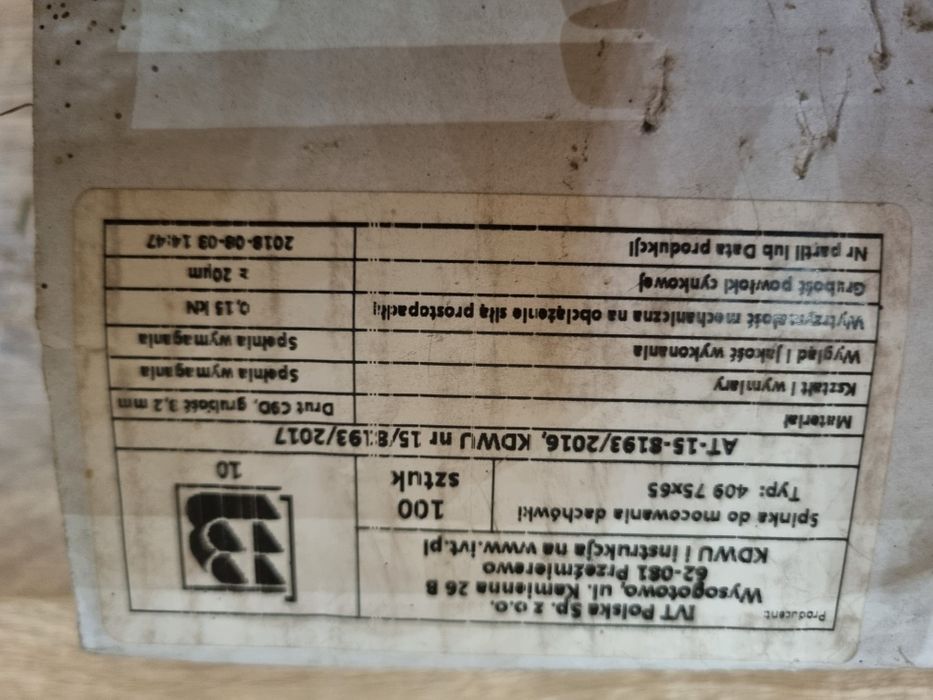 Producent:
IVT Polska Sp. z o.o.
Wysogotowo, ul. Kamienna 26 B
62-081 Przeźmierowo
KDWU i instrukcja na www.ivt.pl
Spinka do mocowania dachówki
Typ: 409 75x65
100
sztuk
10
AT-15-8193/2016, KDWU nr 15/8193/2017
Materiał Drut C9D, grubość 3,2 mm
Kształt i wymiary Spełnia wymagania
Wygląd i jakość wykonania Spełnia wymagania
Wytrzymałość mechaniczna na obciążenie siłą prostopadłą 0,15 kN
Grubość powłoki cynkowej ≥ 20µm
Nr partii lub Data produkcji 2018-08-03 14:47